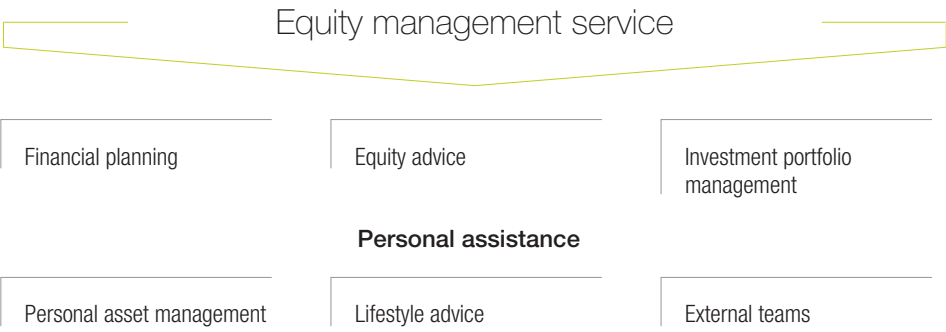 Equity management service
Financial planning
Equity advice
Investment portfolio
management
Personal assistance
Personal asset management
Lifestyle advice
External teams